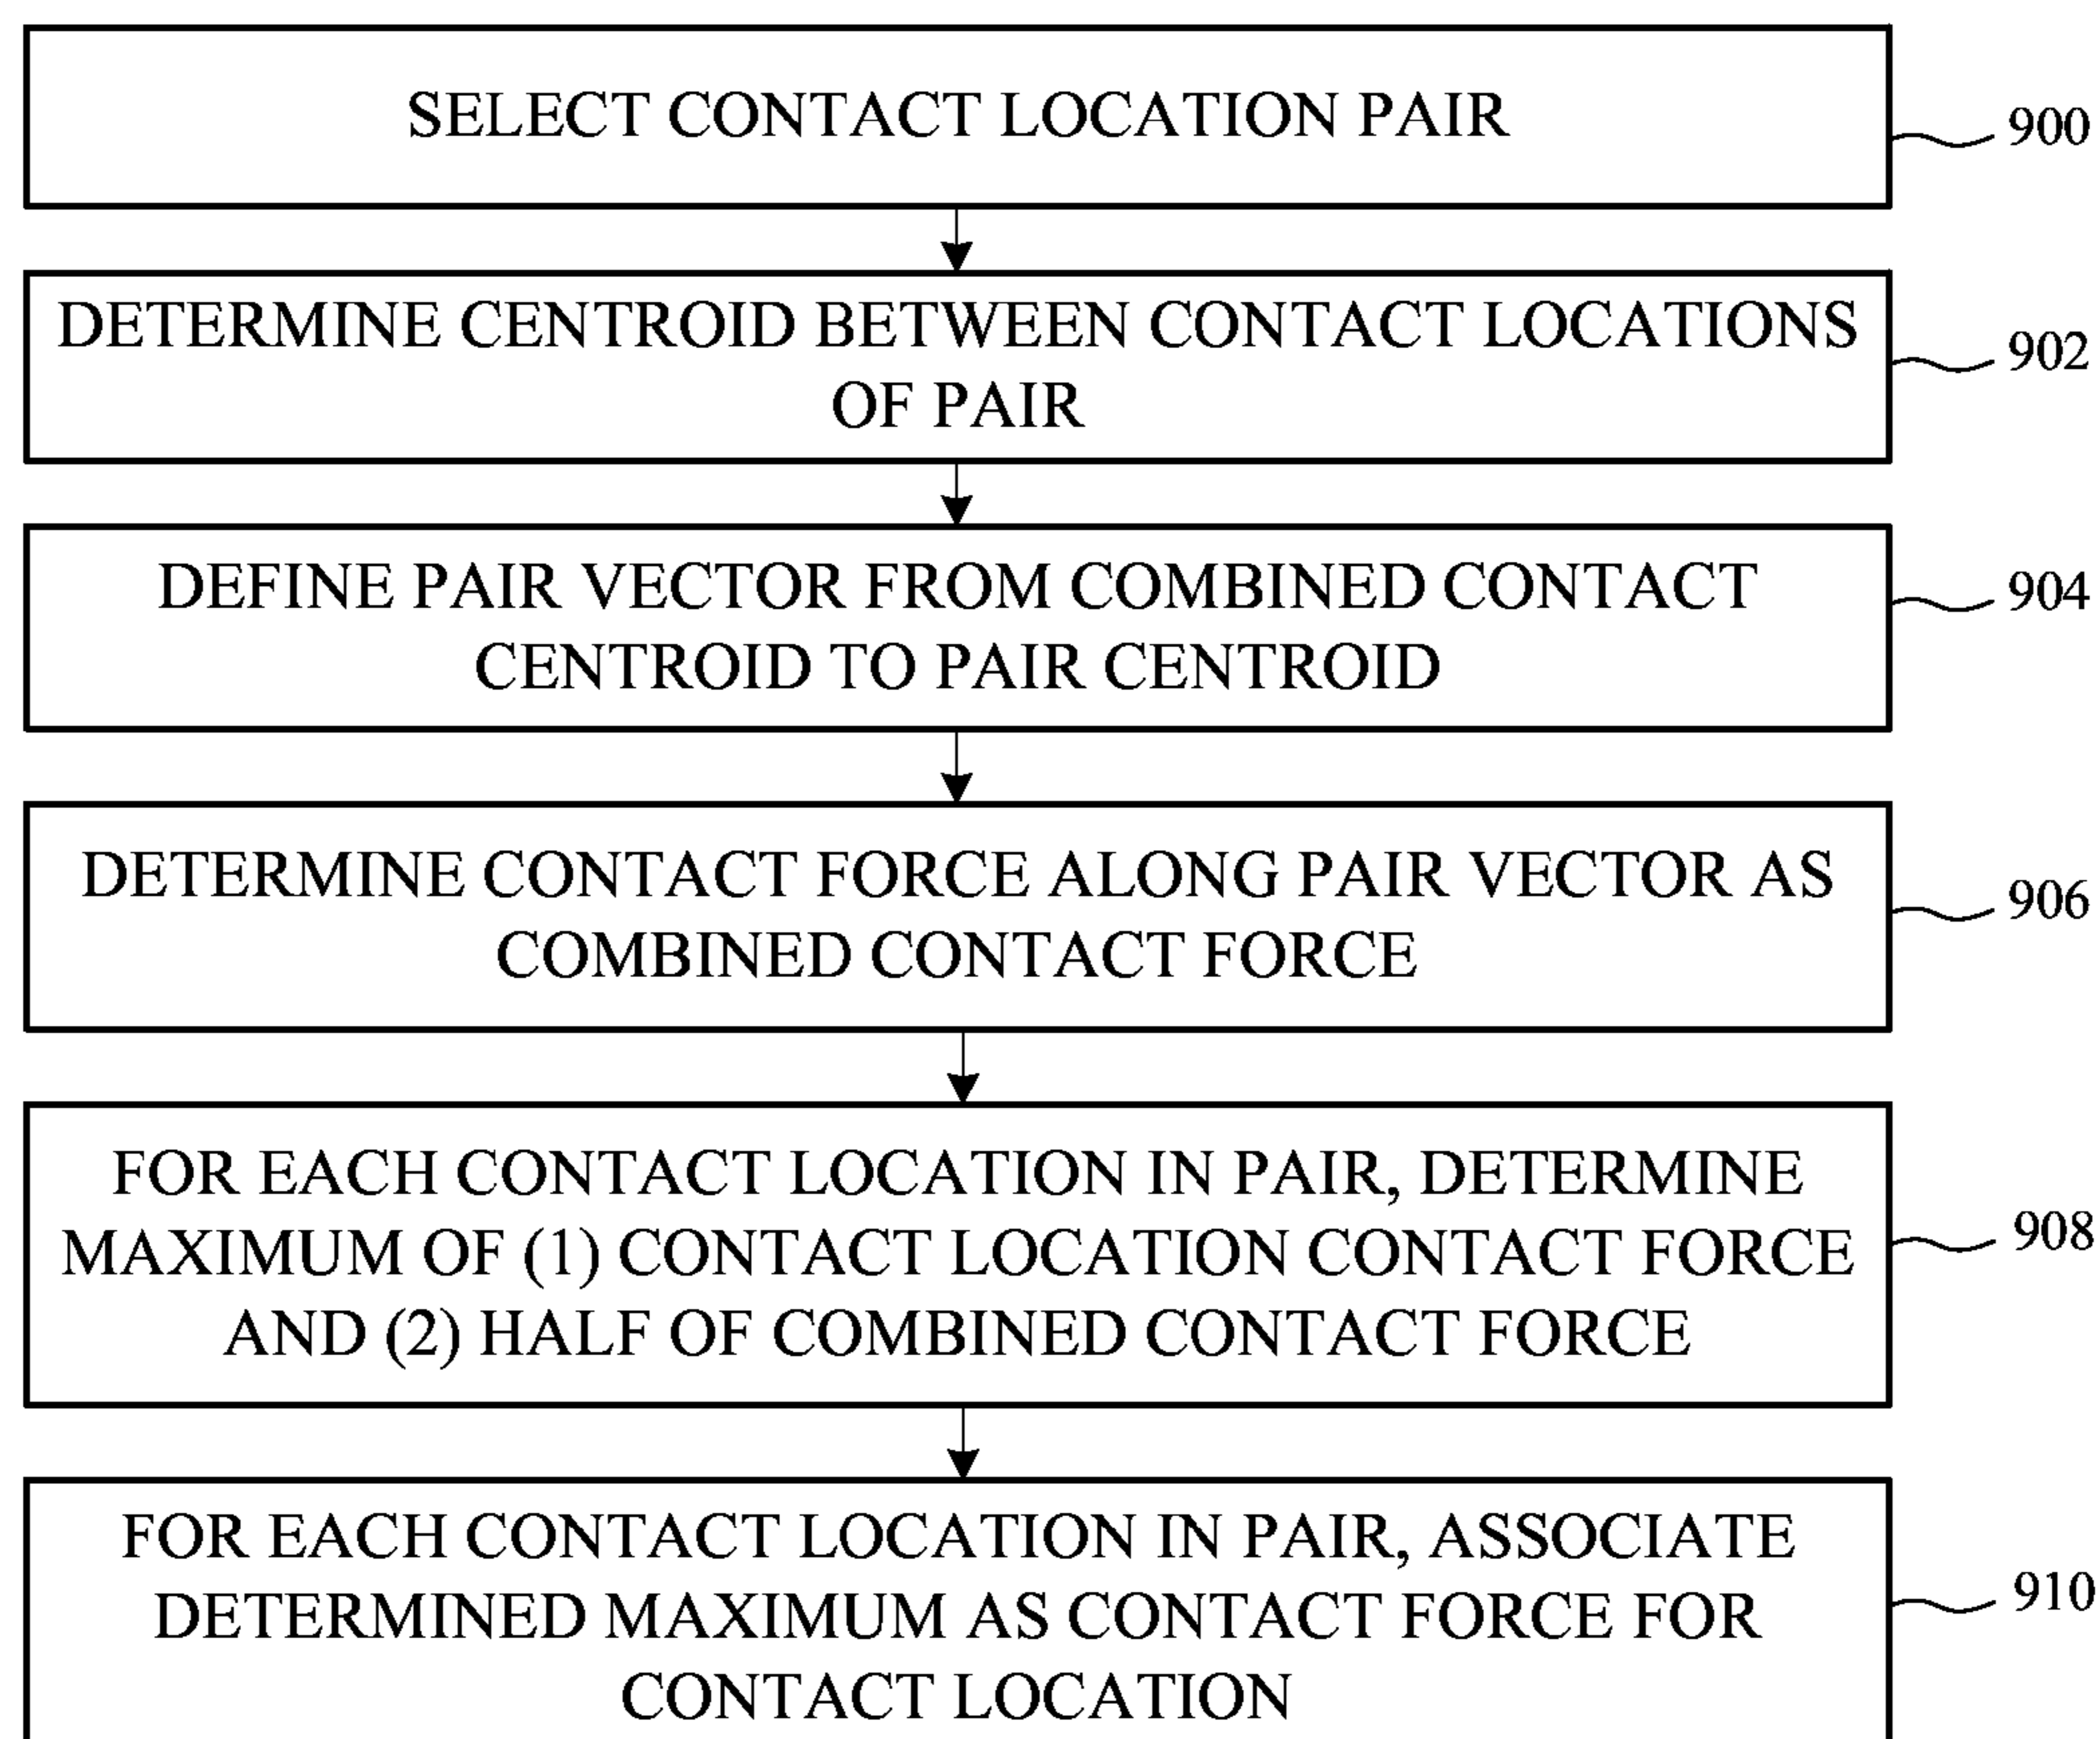 SELECT CONTACT LOCATION PAIR
900
DETERMINE CENTROID BETWEEN CONTACT LOCATIONS
OF PAIR
902
DEFINE PAIR VECTOR FROM COMBINED CONTACT
CENTROID TO PAIR CENTROID
904
DETERMINE CONTACT FORCE ALONG PAIR VECTOR AS
COMBINED CONTACT FORCE
906
FOR EACH CONTACT LOCATION IN PAIR, DETERMINE
MAXIMUM OF (1) CONTACT LOCATION CONTACT FORCE
AND (2) HALF OF COMBINED CONTACT FORCE
908
FOR EACH CONTACT LOCATION IN PAIR, ASSOCIATE
DETERMINED MAXIMUM AS CONTACT FORCE FOR
CONTACT LOCATION
910